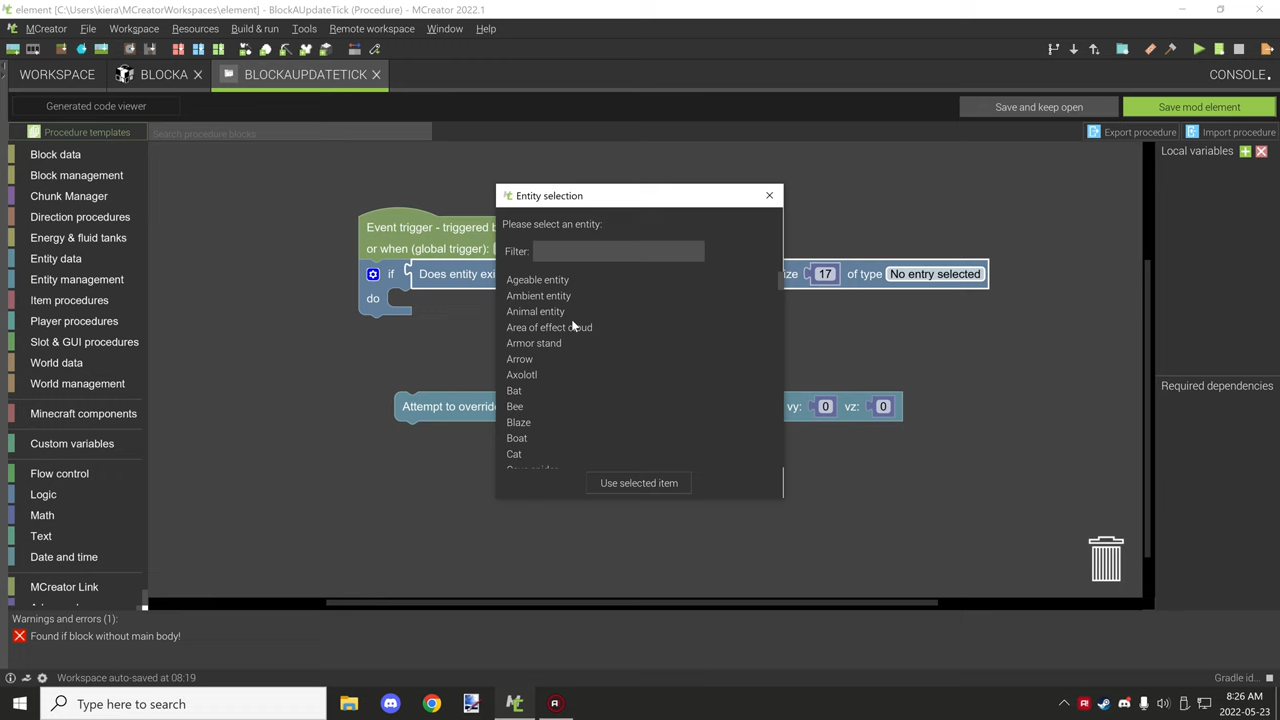 element [C:\Users\kiera\MCreatorWorkspaces\element] - BlockAUpdateTick (Procedure) - MCreator 2022.1
MCreator File Workspace Resources Build & run Tools Remote workspace Window Help
WORKSPACE BLOCKA BLOCKAUPDATETICK CONSOLE
Generated code viewer Save and keep open Save mod element
Procedure templates Search procedure blocks Export procedure Import procedure
Local variables
Block data
Block management
Chunk Manager
Direction procedures
Energy & fluid tanks
Entity data
Entity management
Item procedures
Player procedures
Slot & GUI procedures
World data
World management
Minecraft components
Custom variables
Flow control
Logic
Math
Text
Date and time
MCreator Link
Event trigger - triggered
or when (global trigger):
if Does entity
17 of type No entry selected
do
Attempt to
vy: 0 vz: 0
Entity selection
Please select an entity:
Filter:
Ageable entity
Ambient entity
Animal entity
Area of effect cloud
Armor stand
Arrow
Axolotl
Bat
Bee
Blaze
Boat
Cat
Use selected item
Required dependencies
Warnings and errors (1):
Found if block without main body!
Workspace auto-saved at 08:19 Gradle
Type here to search
8:26 AM
2022-05-23